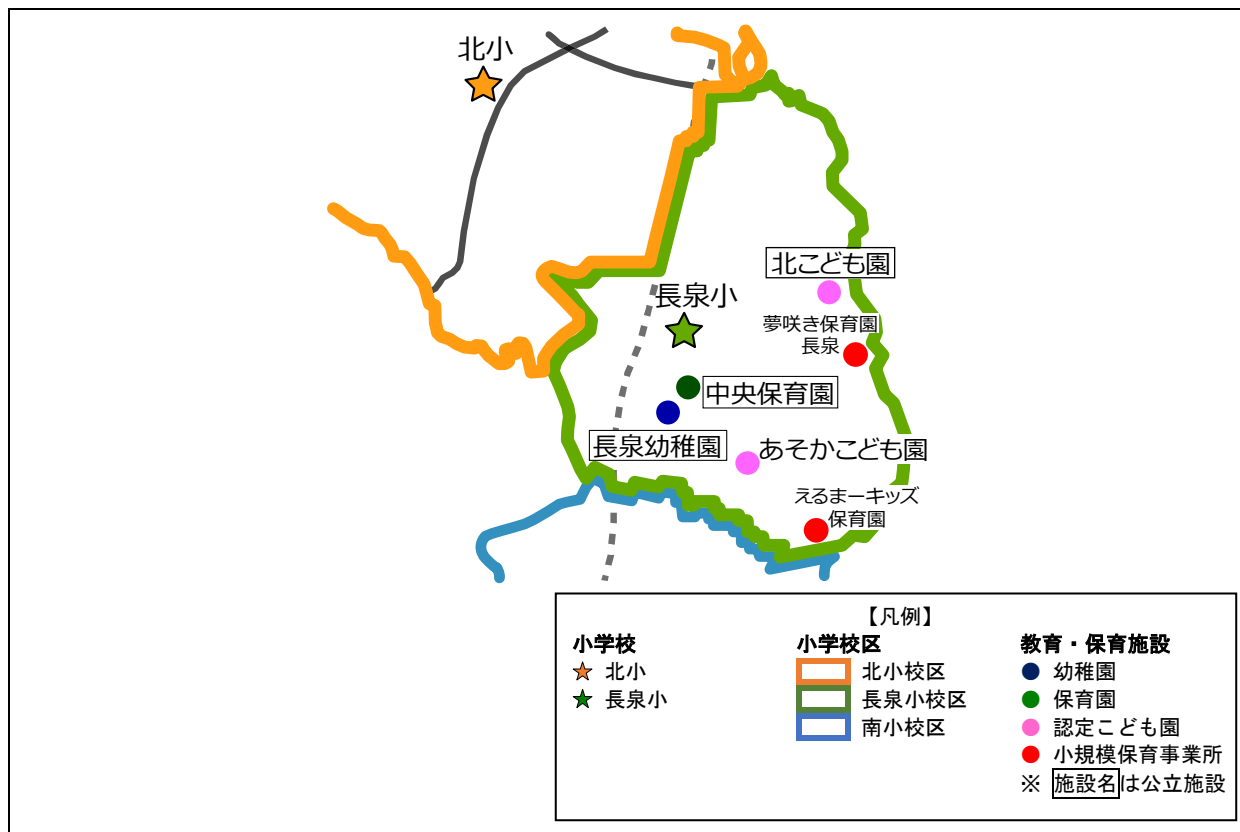 北小
北こども園
長泉小
夢咲き保育園
長泉
中央保育園
長泉幼稚園
あそかこども園
えるまーキッズ
保育園
【凡例】
小学校
北小
長泉小
小学校区
北小校区
長泉小校区
南小校区
教育・保育施設
幼稚園
保育園
認定こども園
小規模保育事業所
※ 施設名は公立施設